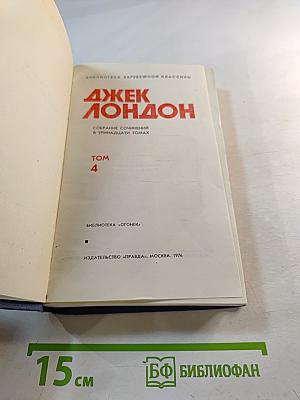 БИБЛИОТЕКА ЗАРУБЕЖНОЙ КЛАССИКИ
ДЖЕК
ЛОНДОН
СОБРАНИЕ СОЧИНЕНИЙ
В ТРИНАДЦАТИ ТОМАХ
ТОМ
4
БИБЛИОТЕКА «ОГОНЕК»
ИЗДАТЕЛЬСТВО «ПРАВДА». МОСКВА. 1976
15 см
БФ БИБЛИОФАН